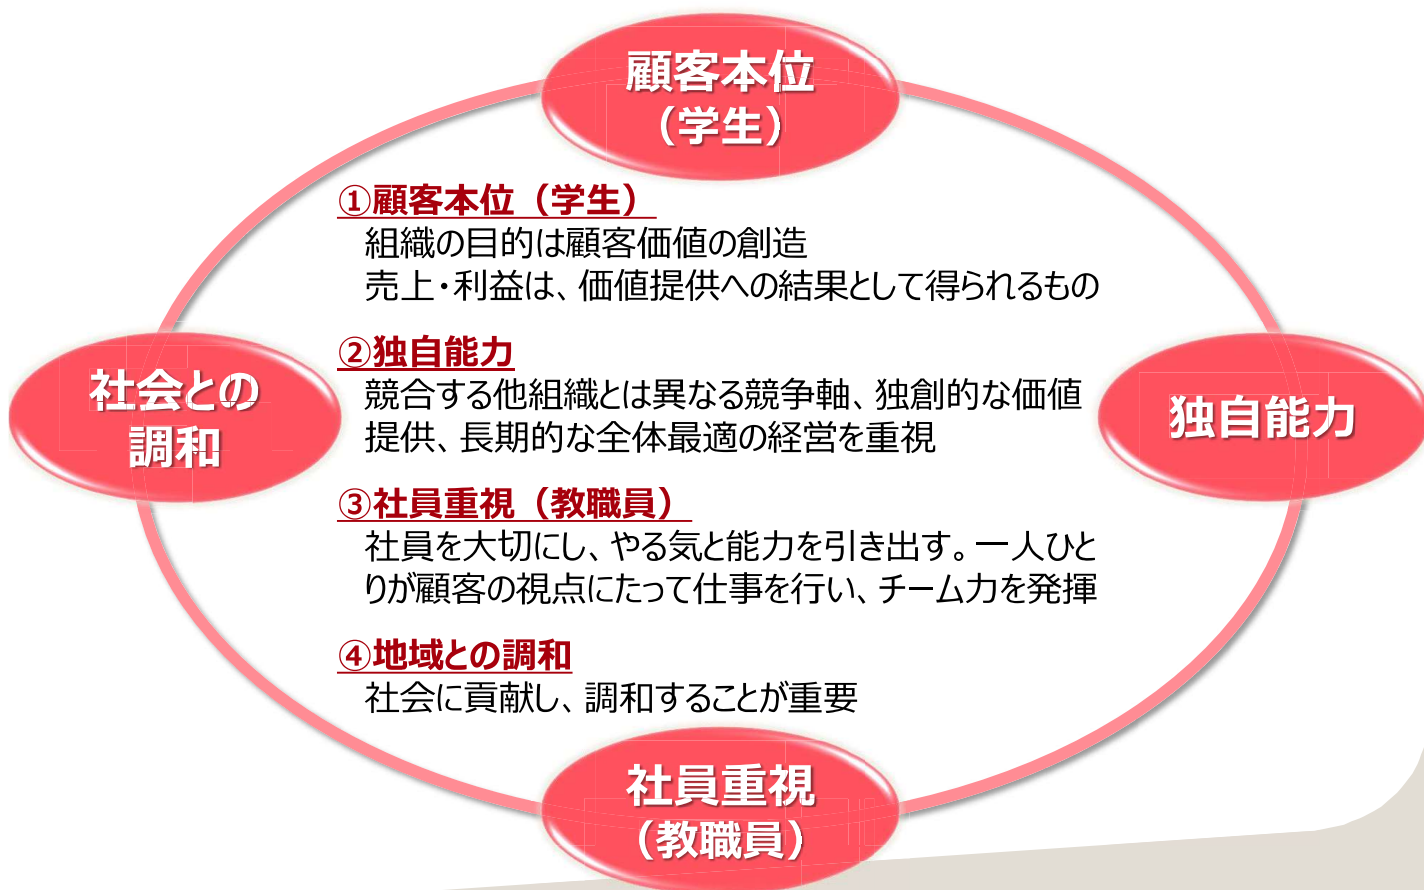 顧客本位
（学生）
①顧客本位（学生）
組織の目的は顧客価値の創造
売上・利益は、価値提供への結果として得られるもの
②独自能力
競合する他組織とは異なる競争軸、独創的な価値
提供、長期的な全体最適の経営を重視
社会との
調和
独自能力
③社員重視（教職員）
社員を大切にし、やる気と能力を引き出す。一人ひと
りが顧客の視点にたって仕事を行い、チーム力を発揮
④地域との調和
社会に貢献し、調和することが重要
社員重視
（教職員）